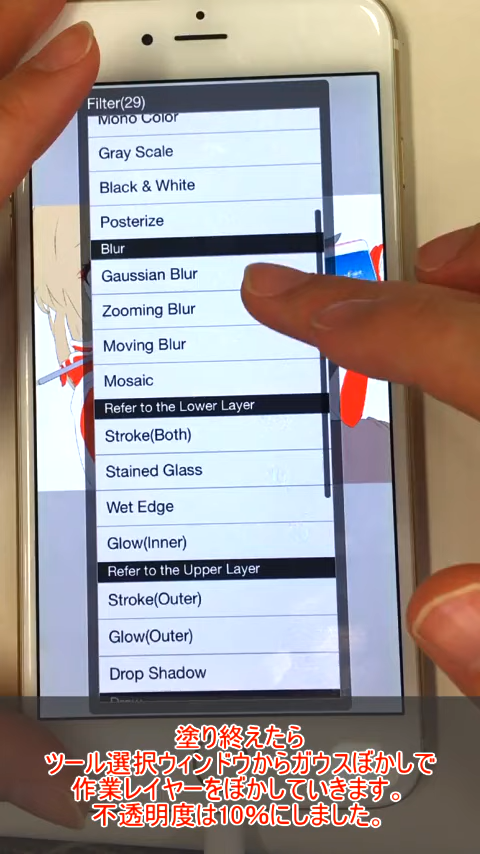 Filter(29)
Mono Color
Gray Scale
Black & White
Posterize
Blur
Gaussian Blur
Zooming Blur
Moving Blur
Mosaic
Refer to the Lower Layer
Stroke(Both)
Stained Glass
Wet Edge
Glow(Inner)
Refer to the Upper Layer
Stroke(Outer)
Glow(Outer)
Drop Shadow
Draw
塗り終えたら
ツール選択ウィンドウからガウスぼかしで
作業レイヤーをぼかしていきます。
不透明度は10%にしました。